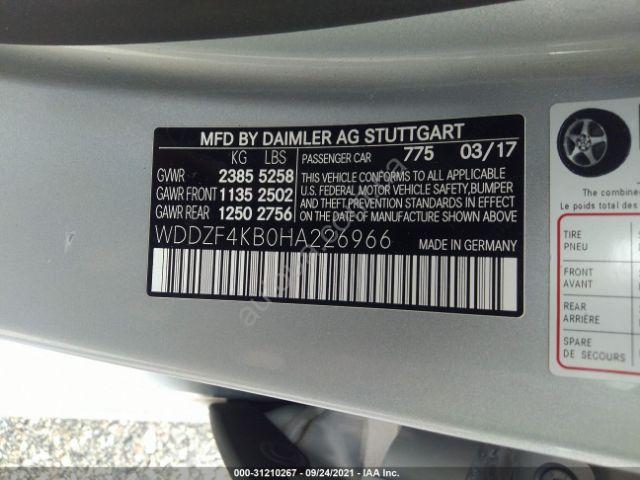 MFD BY DAIMLER AG STUTTGART
KG LBS
GVWR 2385 5258
GAWR FRONT 1135 2502
GAWR REAR 1250 2756
PASSENGER CAR 775 03/17
THIS VEHICLE CONFORMS TO ALL APPLICABLE
U.S. FEDERAL MOTOR VEHICLE SAFETY, BUMPER
AND THEFT PREVENTION STANDARDS
IN EFFECT ON THE DATE OF MANUFACTURE
SHOWN ABOVE.
WDDZF4KB0HA226966
MADE IN GERMANY
The combine
Le poids total des
TIRE
PNEU
FRONT
AVANT
REAR
ARRIÈRE
SPARE
DE SECOURS
000-31210267 - 09/24/2021 - IAA Inc.